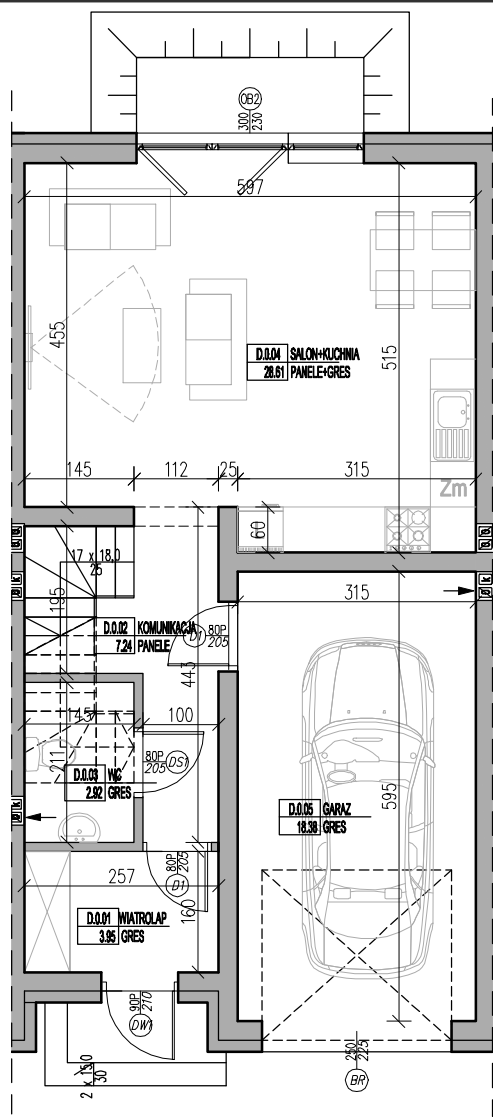 OB2
300
230
597
455
515
D.0.04 SALON+KUCHNIA
28.61 PANELE+GRES
145 112 25 315
Zm
60
17 x 18,0
25
195
315
D.0.02 KOMUNIKACJA
7.24 PANELE
D1 80P
205
443
145 100
211
80P
205 DS1
D.0.03 WC
2.92 GRES
595
D.0.05 GARAZ
18.38 GRES
257
80P
205
D1
160
D.0.01 WIATROLAP
3.95 GRES
90P
210
DW1
2 x 15,0
30
250
225
BR